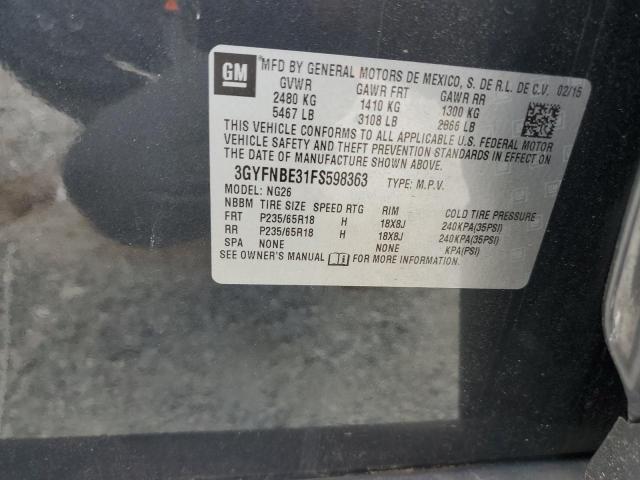 GM
MFD BY GENERAL MOTORS DE MEXICO, S. DE R.L. DE C.V. 02/15
GVWR GAWR FRT GAWR RR
2480 KG 1410 KG 1300 KG
5467 LB 3108 LB 2866 LB
THIS VEHICLE CONFORMS TO ALL APPLICABLE U.S. FEDERAL MOTOR
VEHICLE SAFETY AND THEFT PREVENTION STANDARDS IN EFFECT ON
THE DATE OF MANUFACTURE SHOWN ABOVE.
3GYFNBE31FS598363 TYPE: M.P.V.
MODEL: NG26
NBBM TIRE SIZE SPEED RTG RIM COLD TIRE PRESSURE
FRT P235/65R18 H 18X8J 240KPA(35PSI)
RR P235/65R18 H 18X8J 240KPA(35PSI)
SPA NONE NONE KPA(PSI)
SEE OWNER'S MANUAL FOR MORE INFORMATION.